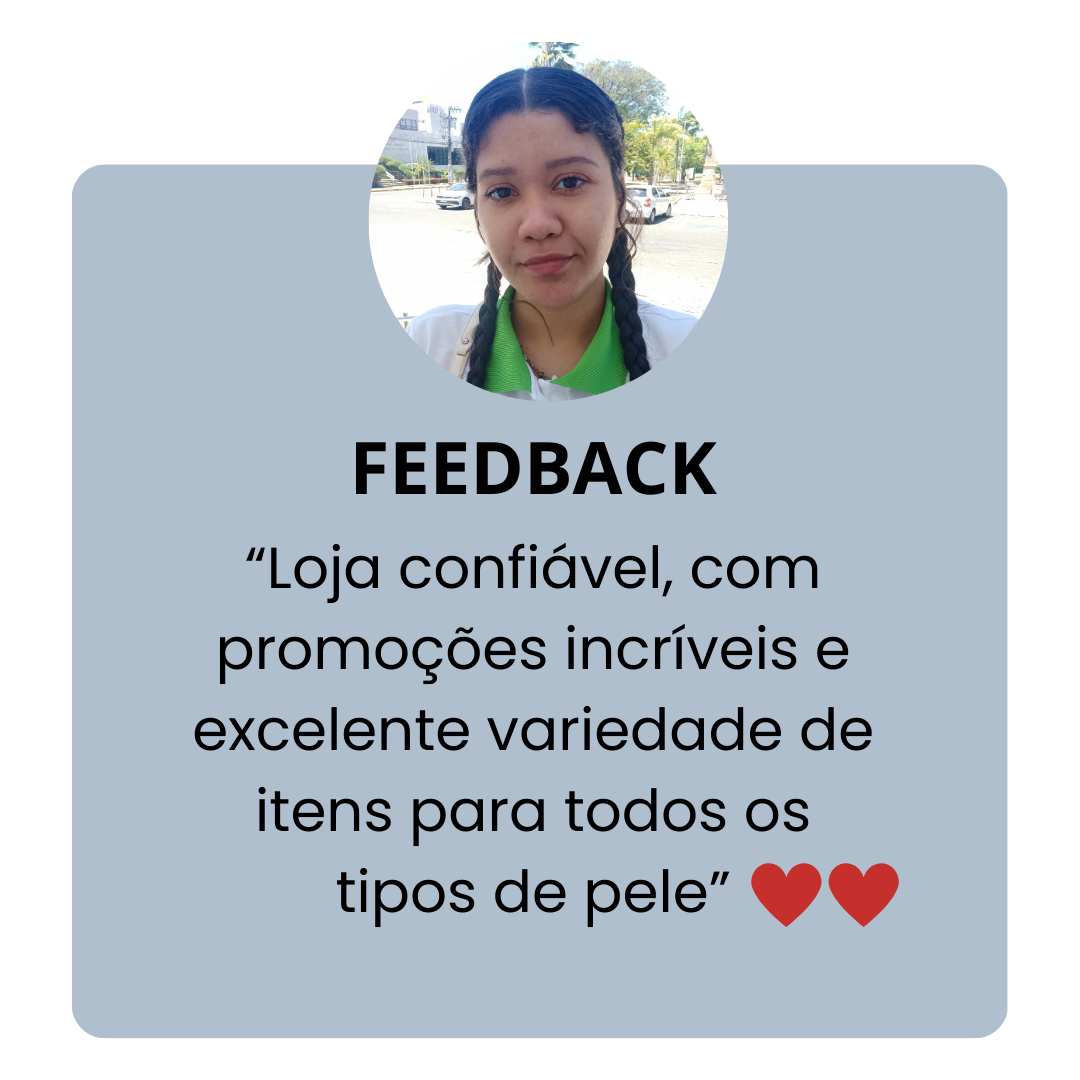 FEEDBACK
“Loja confiável, com
promoções incríveis e
excelente variedade de
itens para todos os
tipos de pele” ❤❤